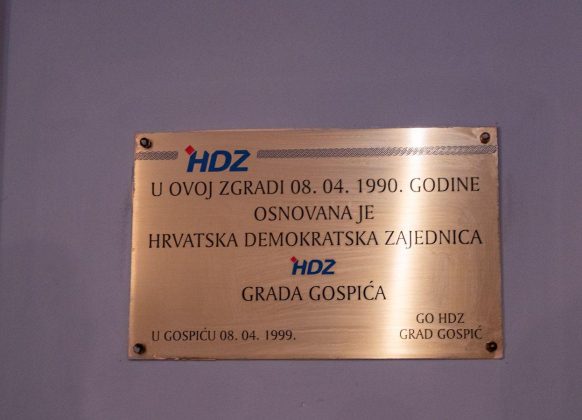 HDZ
U OVOJ ZGRADI 08. 04. 1990. GODINE
OSNOVANA JE
HRVATSKA DEMOKRATSKA ZAJEDNICA
HDZ
GRADA GOSPIĆA
GO HDZ
U GOSPIĆU 08. 04. 1999. GRAD GOSPIĆ